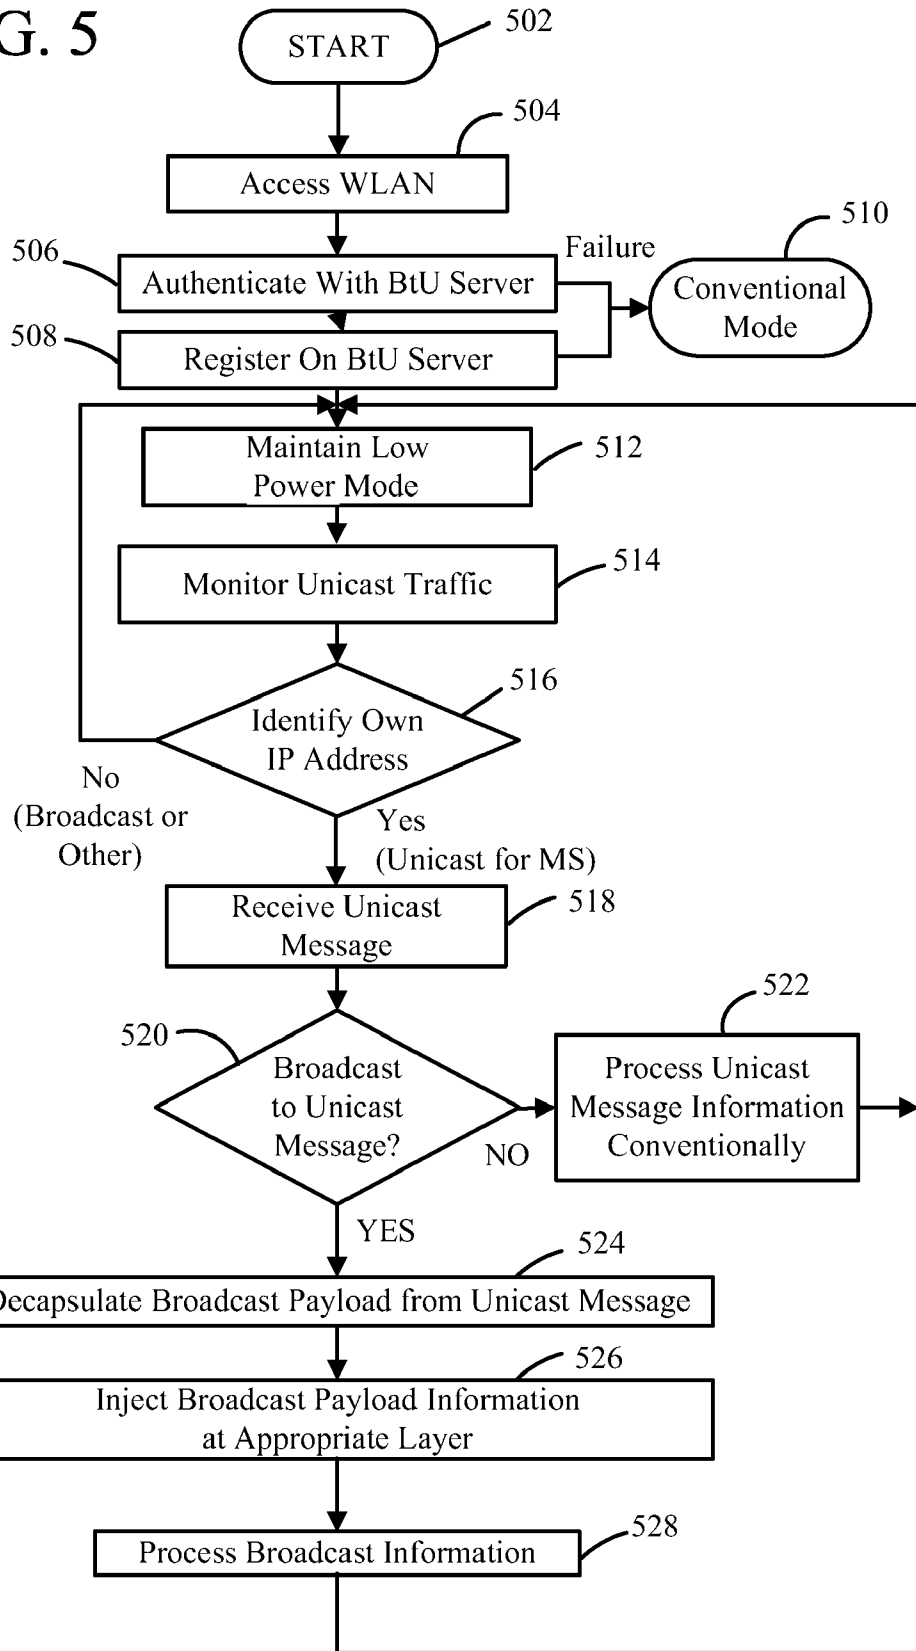 G. 5
START
502
504
Access WLAN
506
Authenticate With BtU Server
Failure
510
Conventional
Mode
508
Register On BtU Server
Maintain Low
Power Mode
512
Monitor Unicast Traffic
514
516
Identify Own
IP Address
No
(Broadcast or
Other)
Yes
(Unicast for MS)
Receive Unicast
Message
518
520
Broadcast
to Unicast
Message?
NO
522
Process Unicast
Message Information
Conventionally
YES
524
Decapsulate Broadcast Payload from Unicast Message
526
Inject Broadcast Payload Information
at Appropriate Layer
528
Process Broadcast Information